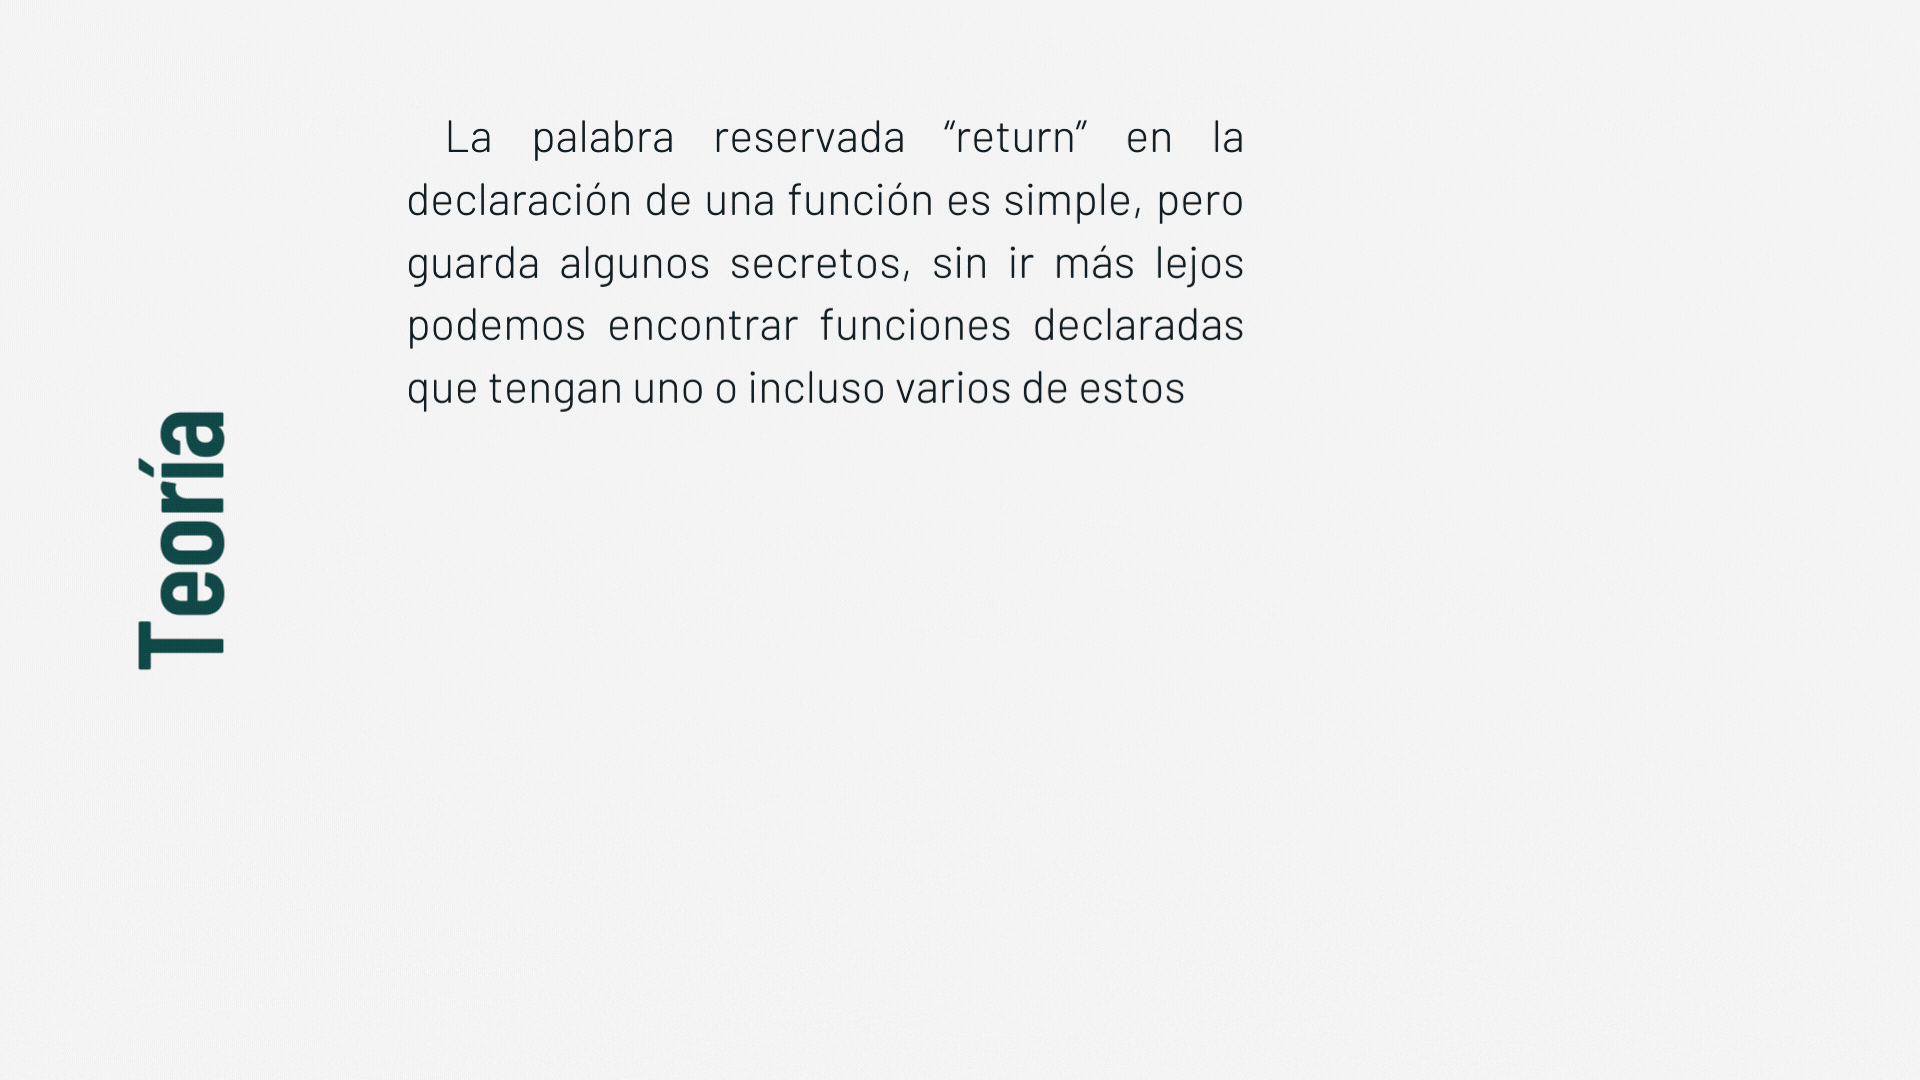 La palabra reservada “return” en la
declaración de una función es simple, pero
guarda algunos secretos, sin ir más lejos
podemos encontrar funciones declaradas
que tengan uno o incluso varios de estos
Teoría